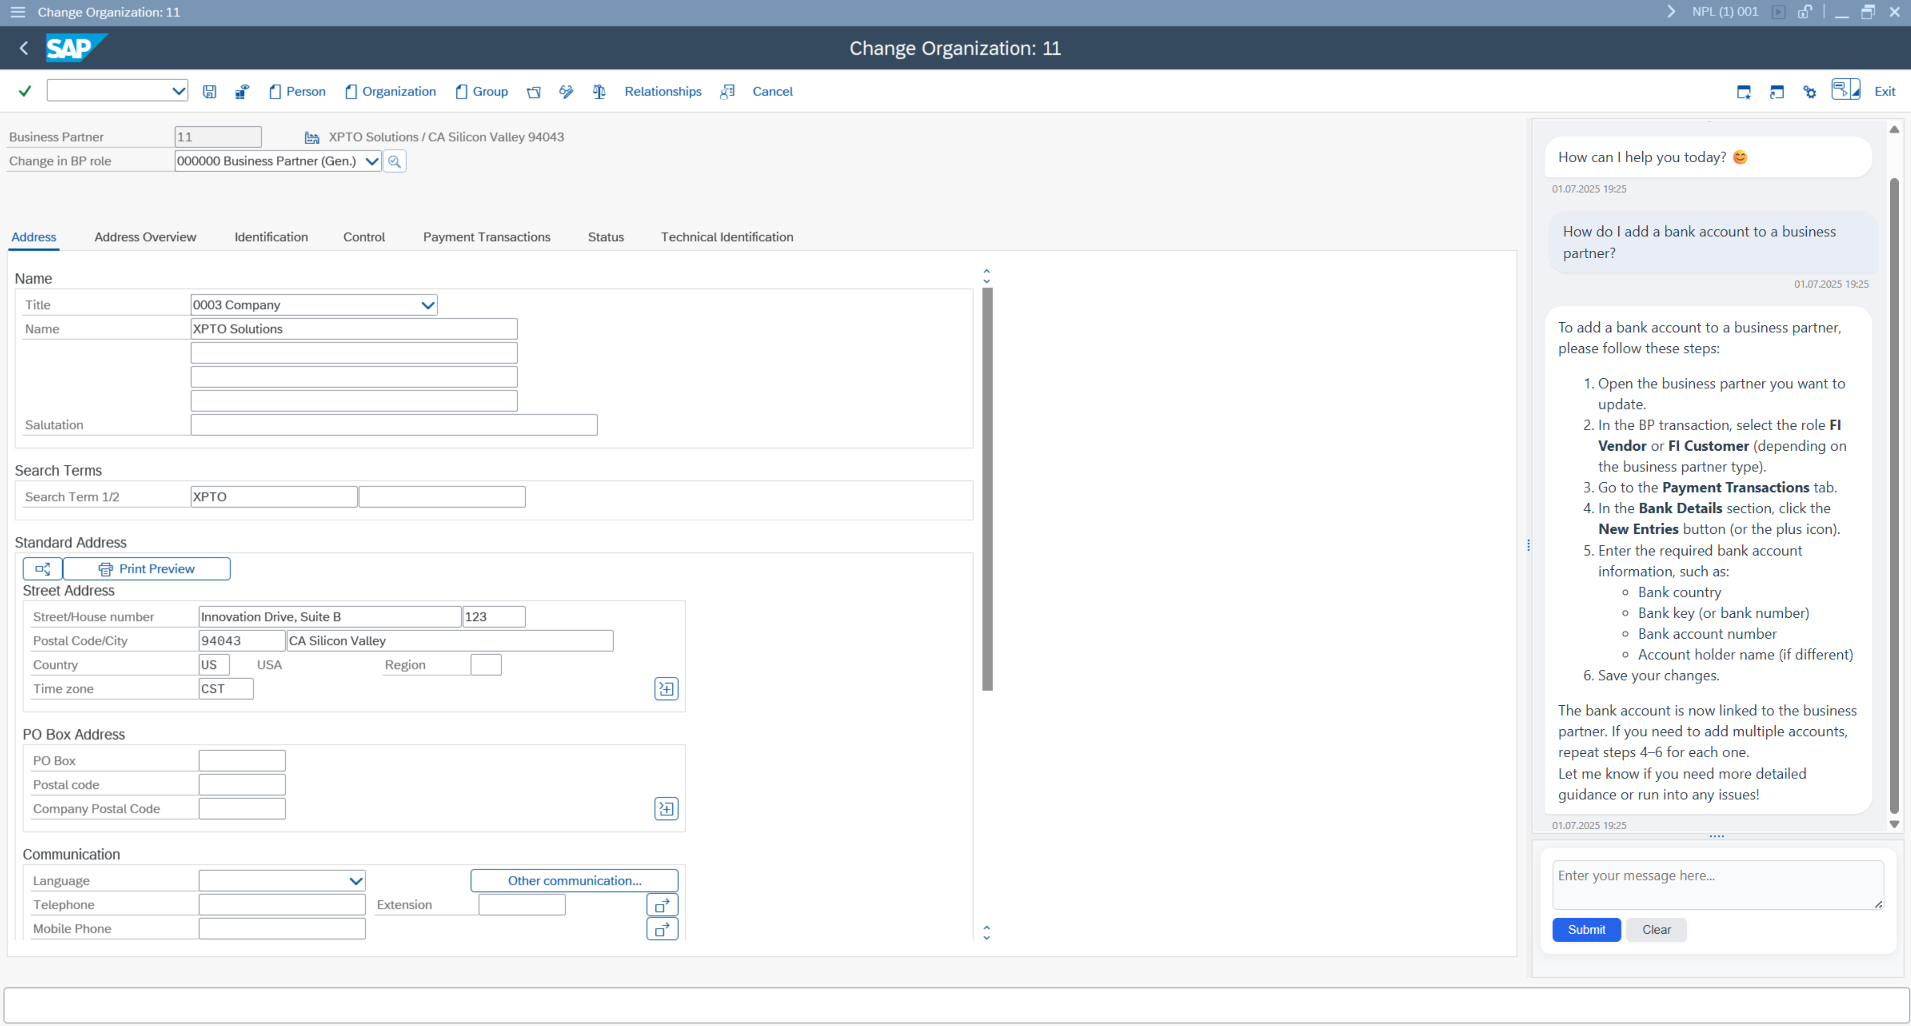 Change Organization: 11
NPL (1) 001
SAP
Change Organization: 11
Person Organization Group Relationships Cancel Exit
Business Partner 11 XPTO Solutions / CA Silicon Valley 94043
Change in BP role 000000 Business Partner (Gen.)
Address Address Overview Identification Control Payment Transactions Status Technical Identification
Name
Title 0003 Company
Name XPTO Solutions
Salutation
Search Terms
Search Term 1/2 XPTO
Standard Address
Print Preview
Street Address
Street/House number Innovation Drive, Suite B 123
Postal Code/City 94043 CA Silicon Valley
Country US USA Region
Time zone CST
PO Box Address
PO Box
Postal code
Company Postal Code
Communication
Language Other communication...
Telephone Extension
Mobile Phone
How can I help you today? 😊
01.07.2025 19:25
How do I add a bank account to a business
partner?
01.07.2025 19:25
To add a bank account to a business partner,
please follow these steps:
1. Open the business partner you want to
update.
2. In the BP transaction, select the role FI
Vendor or FI Customer (depending on
the business partner type).
3. Go to the Payment Transactions tab.
4. In the Bank Details section, click the
New Entries button (or the plus icon).
5. Enter the required bank account
information, such as:
Bank country
Bank key (or bank number)
Bank account number
Account holder name (if different)
6. Save your changes.
The bank account is now linked to the business
partner. If you need to add multiple accounts,
repeat steps 4–6 for each one.
Let me know if you need more detailed
guidance or run into any issues!
01.07.2025 19:25
Enter your message here...
Submit Clear